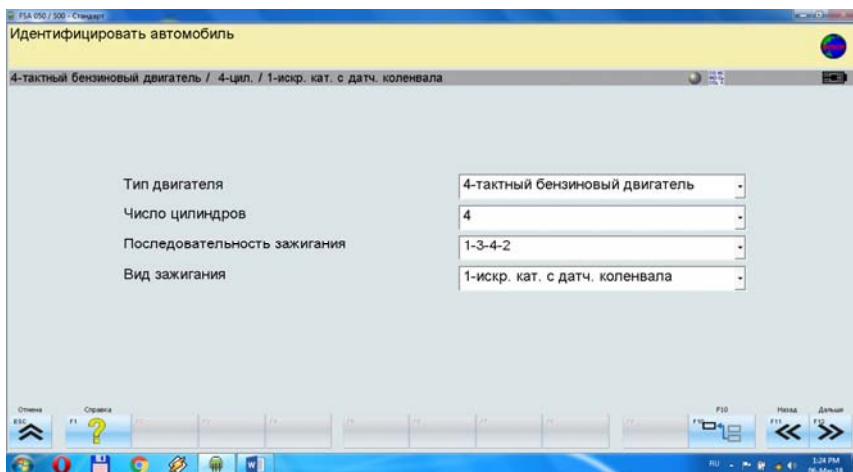 FSA 050 / 500 - Стандарт
Идентифицировать автомобиль
4-тактный бензиновый двигатель / 4-цил. / 1-искр. кат. с датч. коленвала
Тип двигателя 4-тактный бензиновый двигатель
Число цилиндров 4
Последовательность зажигания 1-3-4-2
Вид зажигания 1-искр. кат. с датч. коленвала
Отмена Справка F10 Назад Дальше
ESC F1 F10 F11 F12
RU 1:24 PM